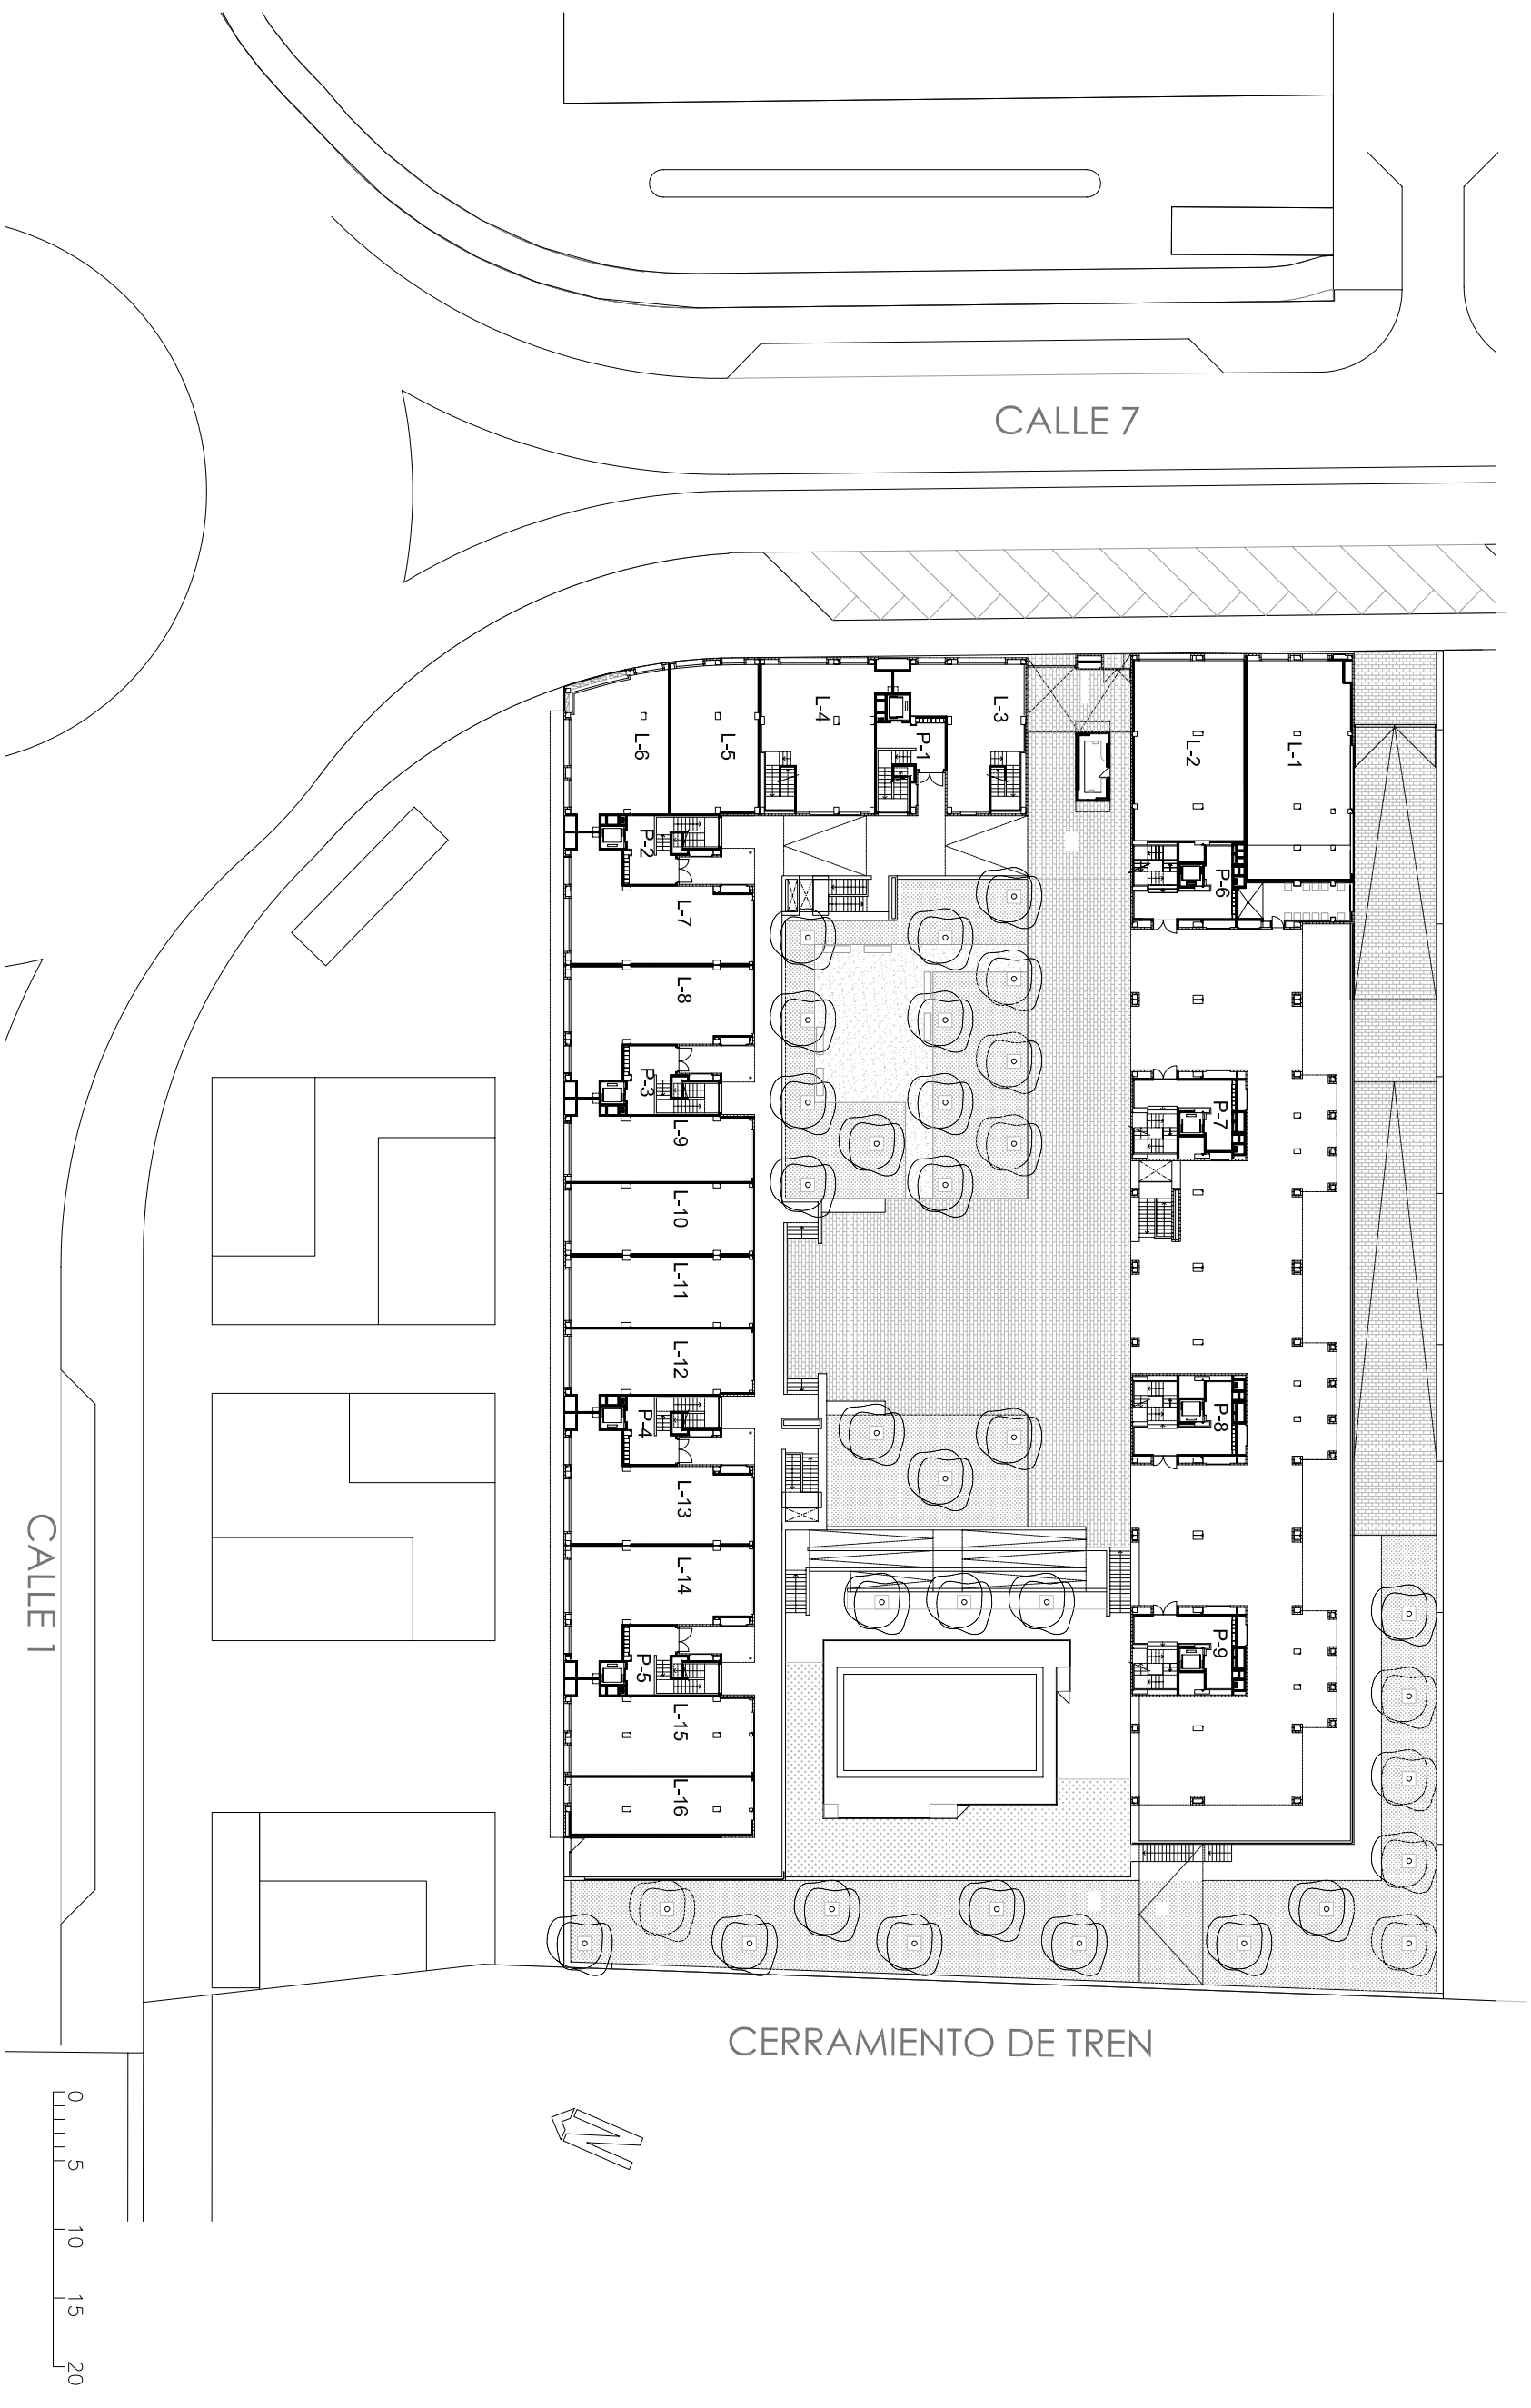 CALLE 7
L-1
L-2
L-3
L-4
P-1
L-5
L-6
P-2
P-6
L-7
L-8
P-3
P-7
L-9
L-10
L-11
L-12
P-4
P-8
L-13
L-14
P-5
P-9
L-15
L-16
CALLE 1
CERRAMIENTO DE TREN
N
0 5 10 15 20